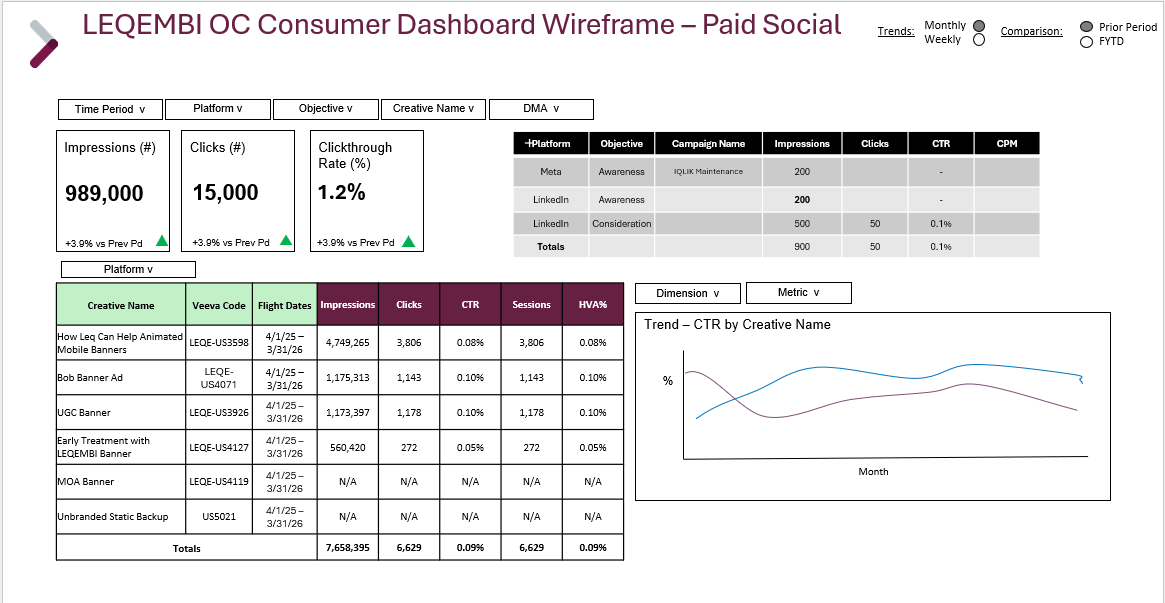 LEQEMBI OC Consumer Dashboard Wireframe – Paid Social
Trends:
Monthly
Weekly
Comparison:
Prior Period
FYTD
Time Period v
Platform v
Objective v
Creative Name v
DMA v
Impressions (#)
989,000
+3.9% vs Prev Pd
Clicks (#)
15,000
+3.9% vs Prev Pd
Clickthrough
Rate (%)
1.2%
+3.9% vs Prev Pd
Platform Objective Campaign Name Impressions Clicks CTR CPM
Meta Awareness IQLIK Maintenance 200 -
LinkedIn Awareness 200 -
LinkedIn Consideration 500 50 0.1%
Totals 900 50 0.1%
Platform v
Creative Name Veeva Code Flight Dates Impressions Clicks CTR Sessions HVA%
How Leq Can Help Animated
Mobile Banners
LEQE-US3598
4/1/25 –
3/31/26
4,749,265 3,806 0.08% 3,806 0.08%
Bob Banner Ad
LEQE-
US4071
4/1/25 –
3/31/26
1,175,313 1,143 0.10% 1,143 0.10%
UGC Banner
LEQE-US3926
4/1/25 –
3/31/26
1,173,397 1,178 0.10% 1,178 0.10%
Early Treatment with
LEQEMBI Banner
LEQE-US4127
4/1/25 –
3/31/26
560,420 272 0.05% 272 0.05%
MOA Banner
LEQE-US4119
4/1/25 –
3/31/26
N/A N/A N/A N/A N/A
Unbranded Static Backup
US5021
4/1/25 –
3/31/26
N/A N/A N/A N/A N/A
Totals 7,658,395 6,629 0.09% 6,629 0.09%
Dimension v
Metric v
Trend – CTR by Creative Name
%
Month